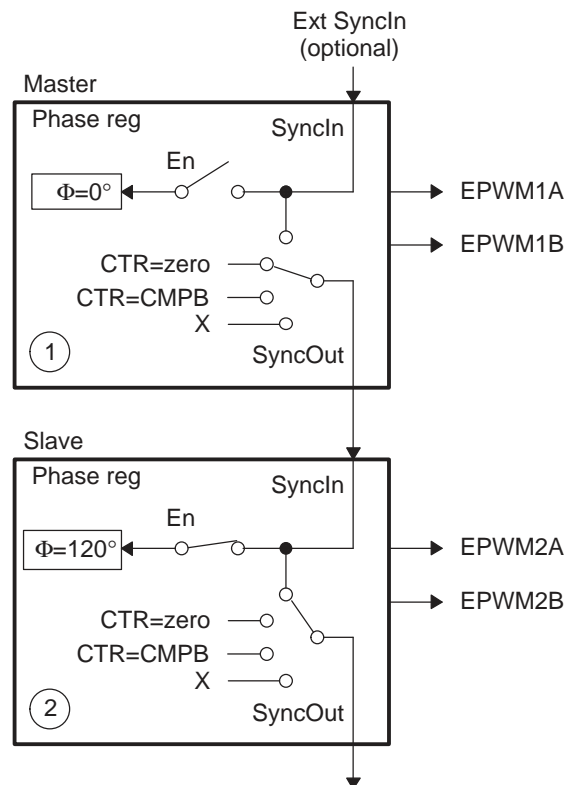 Ext SyncIn
(optional)
Master
Phase reg
SyncIn
En
Φ=0°
EPWM1A
EPWM1B
CTR=zero
CTR=CMPB
X
1
SyncOut
Slave
Phase reg
SyncIn
En
Φ=120°
EPWM2A
EPWM2B
CTR=zero
CTR=CMPB
X
2
SyncOut